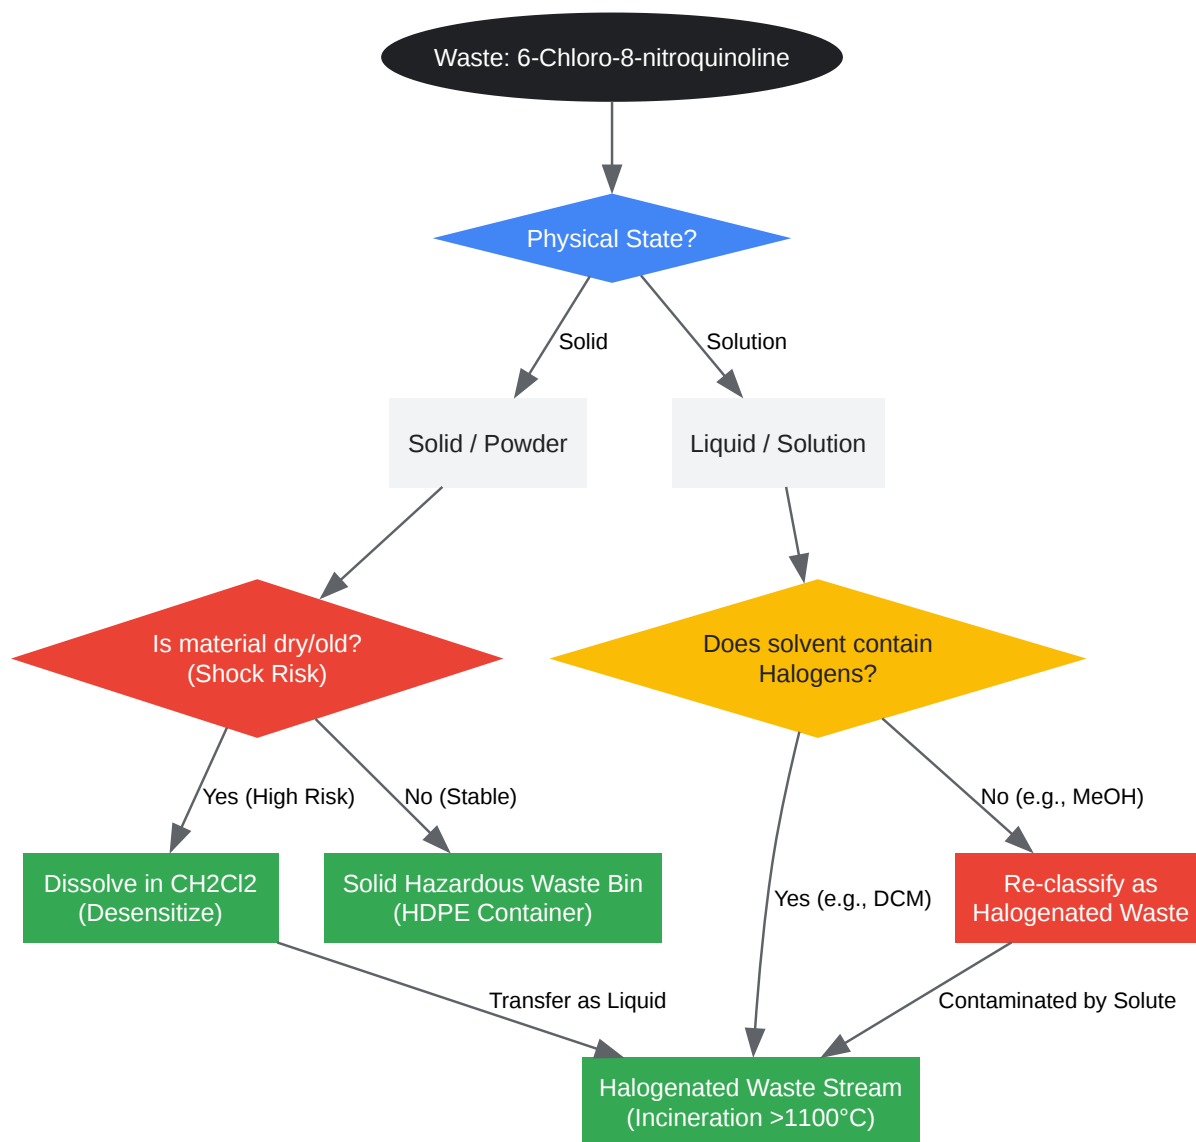 Waste: 6-Chloro-8-nitroquinoline
Physical State?
Solid
Solution
Solid / Powder
Liquid / Solution
Is material dry/old?
(Shock Risk)
Does solvent contain
Halogens?
Yes (High Risk)
No (Stable)
No (e.g., MeOH)
Dissolve in CH2Cl2
(Desensitize)
Solid Hazardous Waste Bin
(HDPE Container)
Yes (e.g., DCM)
Re-classify as
Halogenated Waste
Transfer as Liquid
Contaminated by Solute
Halogenated Waste Stream
(Incineration >1100°C)